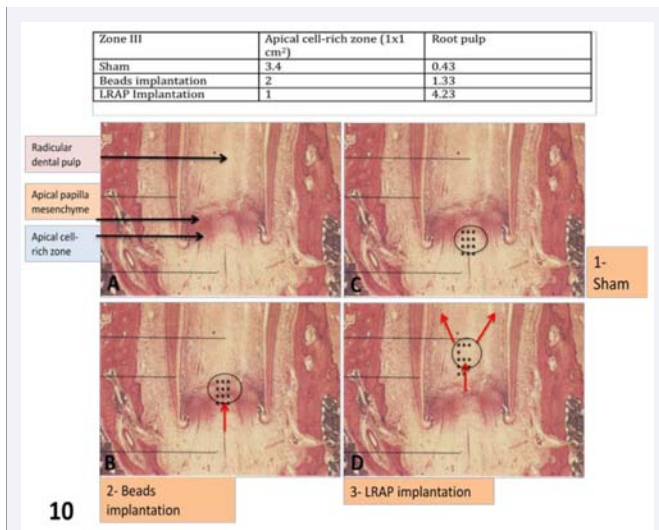 Zone III Apical cell-rich zone (1x1 cm²) Root pulp
Sham 3.4 0.43
Beads implantation 2 1.33
LRAP Implantation 1 4.23
Radicular
dental pulp
Apical papilla
mesenchyme
Apical cell-
rich zone
A
C
1-
Sham
B
D
2- Beads
implantation
3- LRAP implantation
10